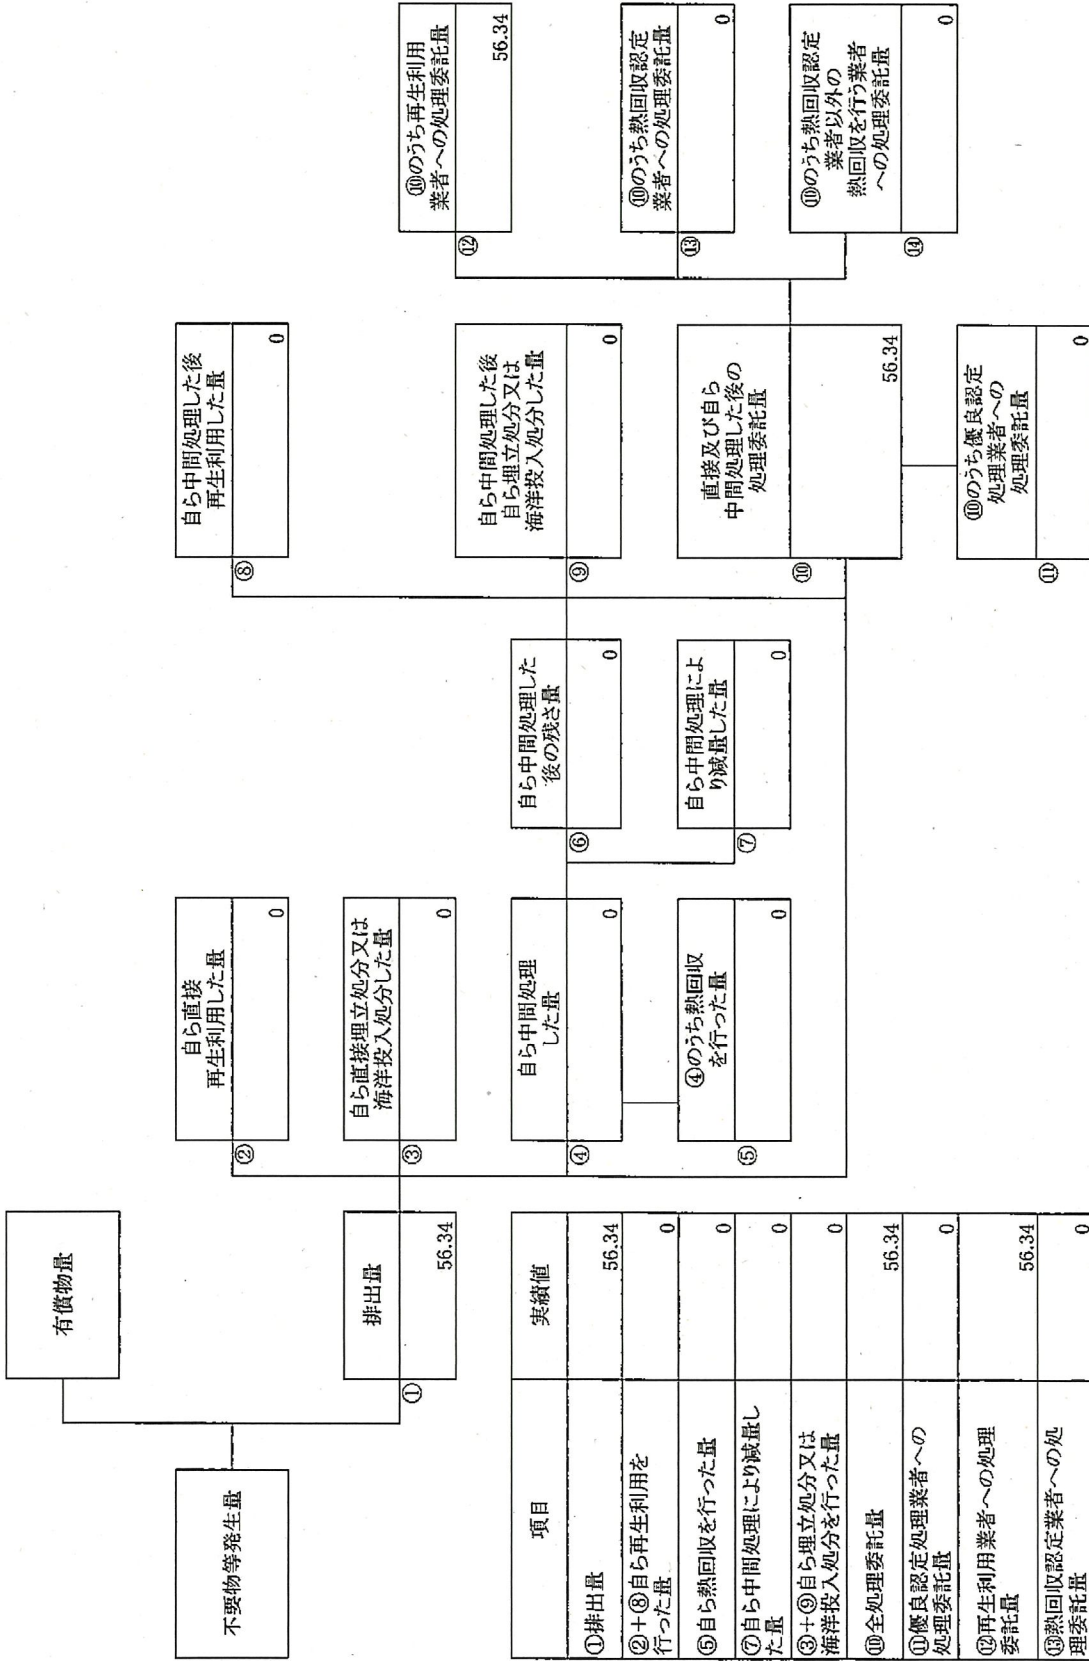 有償物量
不要物等発生量
排出量
①
56.34
自ら直接
再生利用した量
②
0
自ら直接埋立処分又は
海洋投入処分した量
③
0
自ら中間処理
した量
④
0
④のうち熱回収
を行った量
⑤
0
自ら中間処理した
後の残さ量
⑥
0
自ら中間処理によ
り減量した量
⑦
0
自ら中間処理した後
再生利用した量
⑧
0
自ら中間処理した後
自ら埋立処分又は
海洋投入処分した量
⑨
0
直接及び自ら
中間処理した後の
処理委託量
⑩
56.34
⑩のうち優良認定
処理業者への
処理委託量
⑪
0
⑩のうち再生利用
業者への処理委託量
⑫
56.34
⑩のうち熱回収認定
業者への処理委託量
⑬
0
⑩のうち熱回収認定
業者以外の
熱回収を行う業者
への処理委託量
⑭
0
項目 実績値
①排出量 56.34
②+⑧自ら再生利用を
行った量 0
⑤自ら熱回収を行った量 0
⑦自ら中間処理により減量し
た量 0
③+⑨自ら埋立処分又は
海洋投入処分を行った量 0
⑩全処理委託量 56.34
⑪優良認定処理業者への
処理委託量 0
⑫再生利用業者への処理
委託量 56.34
⑬熱回収認定業者への処
理委託量 0